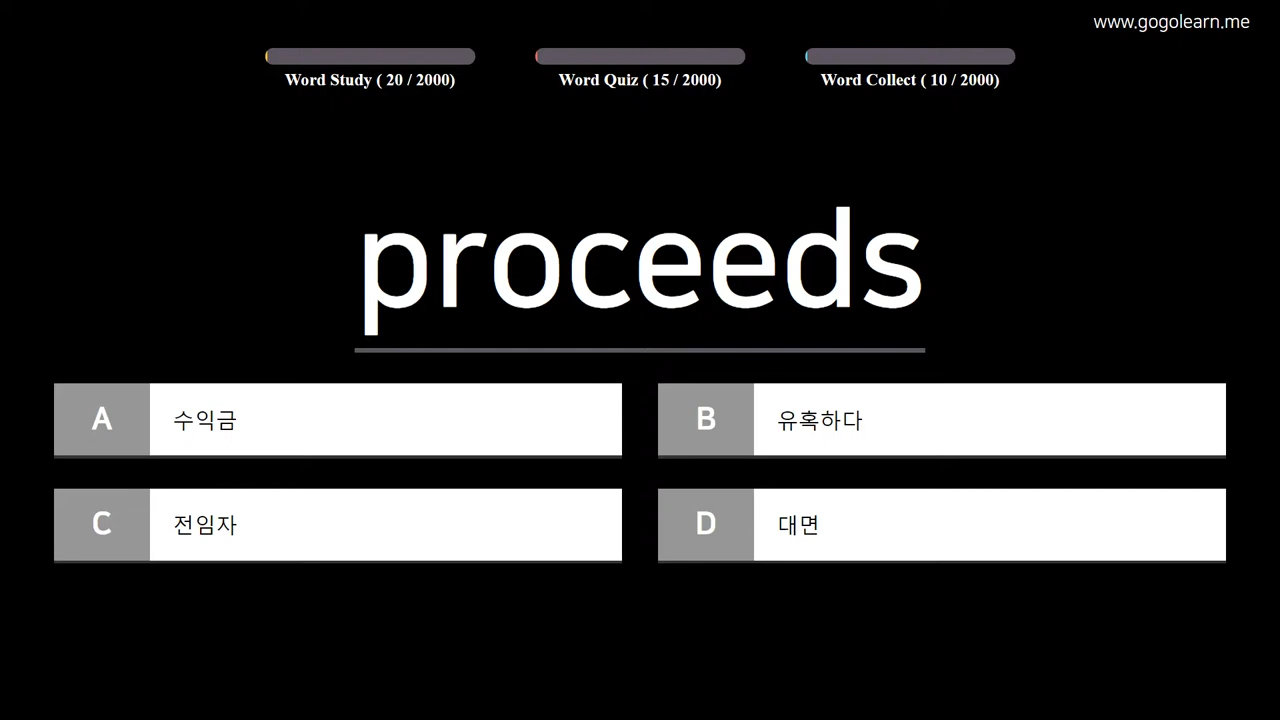 www.gogolearn.me
Word Study ( 20 / 2000)
Word Quiz ( 15 / 2000)
Word Collect ( 10 / 2000)
proceeds
A 수익금
B 유혹하다
C 전임자
D 대면